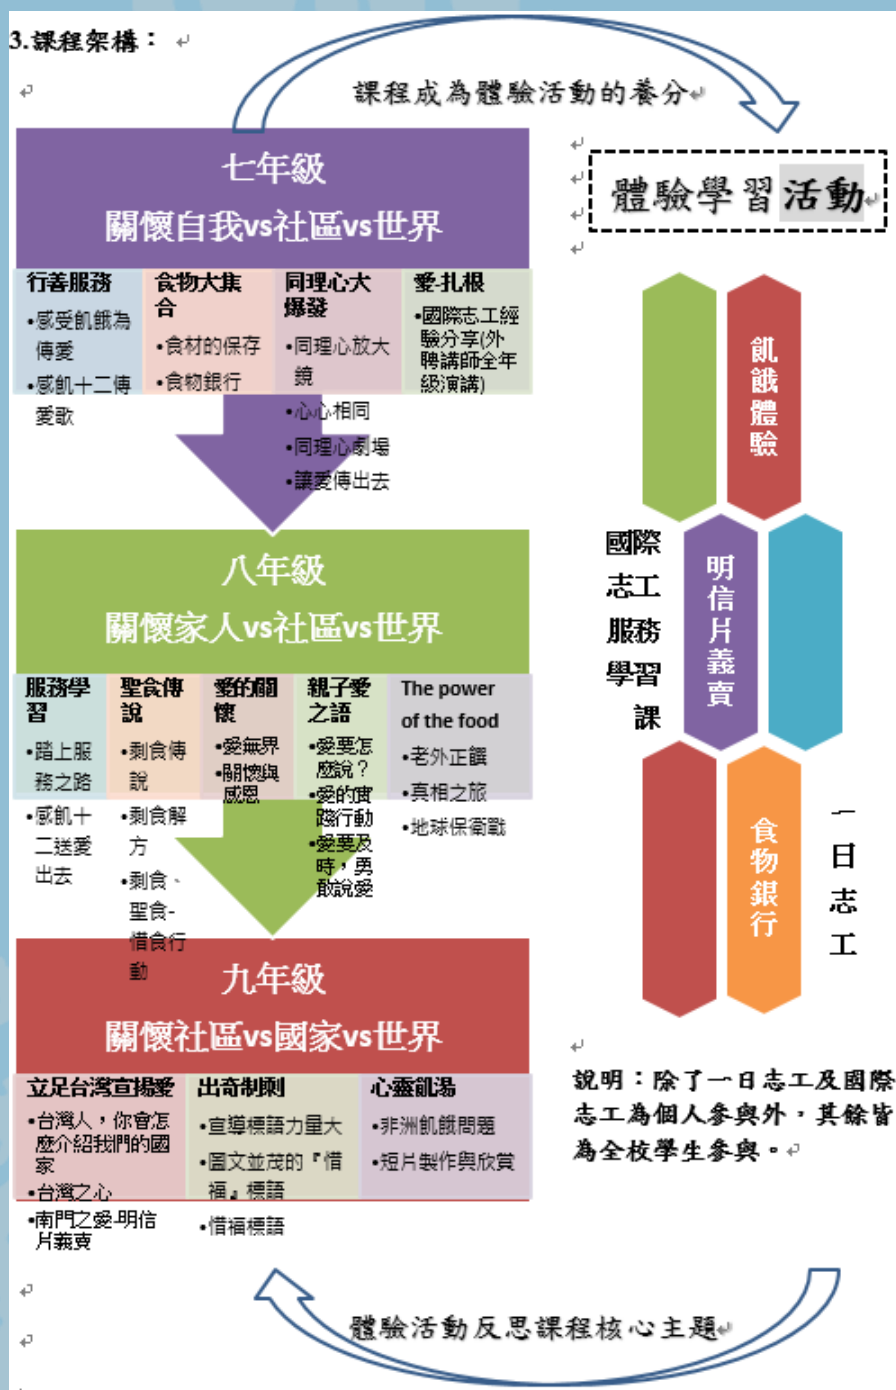 3.課程架構：
課程成為體驗活動的養分
七年級
關懷自我vs社區vs世界
行善服務
•感受飢餓為
傳愛
•感飢十二傳
愛歌
食物大集
合
•食材的保存
•食物銀行
同理心大
爆發
•同理心放大
鏡
•心心相同
•同理心劇場
•讓愛傳出去
愛-扎根
•國際志工經
驗分享(外
聘講師全年
級演講)
八年級
關懷家人vs社區vs世界
服務學
習
•踏上服
務之路
•感飢十
二送愛
出去
聖食傳
說
•剩食傳
說
•剩食解
方
•剩食、
聖食-
惜食行
動
愛的關
懷
•愛無界
•關懷與
感恩
親子愛
之語
•愛要怎
麼說？
•愛的實
踐行動
•愛要及
時，勇
敢說愛
The power
of the food
•老外正饌
•真相之旅
•地球保衛戰
九年級
關懷社區vs國家vs世界
立足台灣宣揚愛
•台灣人，你會怎
麼介紹我們的國
家
•台灣之心
•南門之愛-明信
片義賣
出奇制剩
•宣導標語力量大
•圖文並茂的『惜
福』標語
•惜福標語
心靈飢湯
•非洲飢餓問題
•短片製作與欣賞
體驗學習活動
飢餓體驗
國際
志工
服務
學習
課
明信片義賣
食物銀行
一日志工
說明：除了一日志工及國際
志工為個人參與外，其餘皆
為全校學生參與。
體驗活動反思課程核心主題